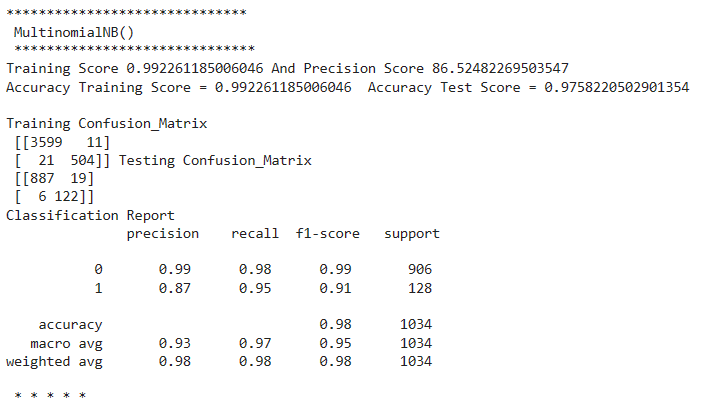 ******************************
MultinomialNB()
******************************
Training Score 0.992261185006046 And Precision Score 86.52482269503547
Accuracy Training Score = 0.992261185006046  Accuracy Test Score = 0.9758220502901354
Training Confusion_Matrix
[[3599   11]
[  21  504]] Testing Confusion_Matrix
[[887  19]
[  6 122]]
Classification Report
precision    recall  f1-score   support
0       0.99      0.98      0.99       906
1       0.87      0.95      0.91       128
accuracy                           0.98      1034
macro avg       0.93      0.97      0.95      1034
weighted avg       0.98      0.98      0.98      1034
* * * * *